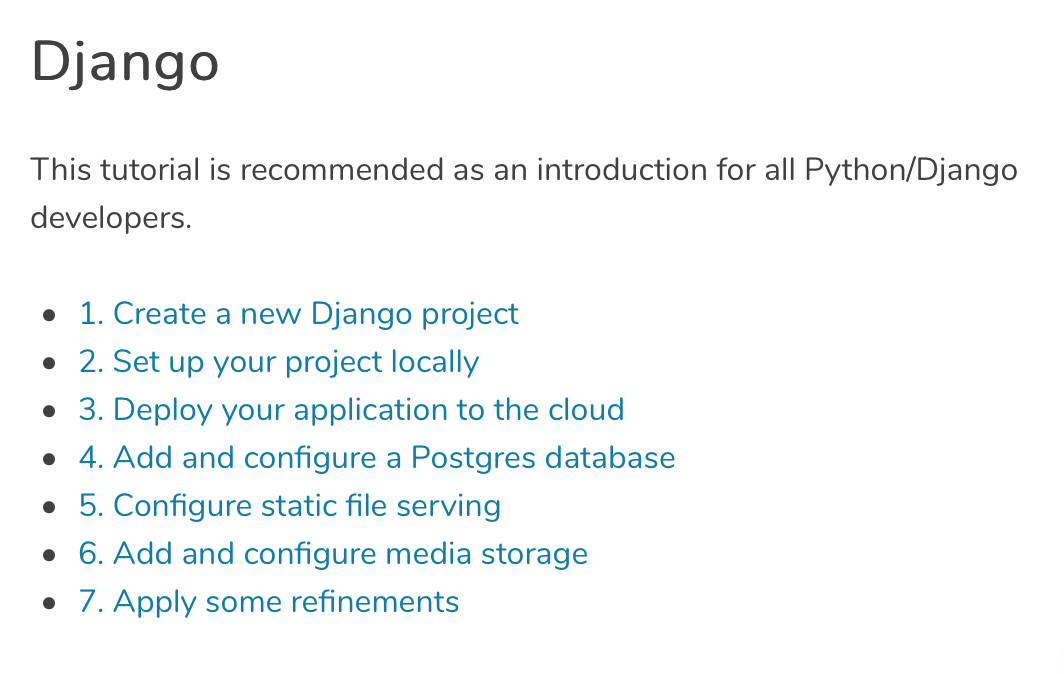 Django
This tutorial is recommended as an introduction for all Python/Django
developers.
• 1. Create a new Django project
• 2. Set up your project locally
• 3. Deploy your application to the cloud
• 4. Add and configure a Postgres database
• 5. Configure static file serving
• 6. Add and configure media storage
• 7. Apply some refinements